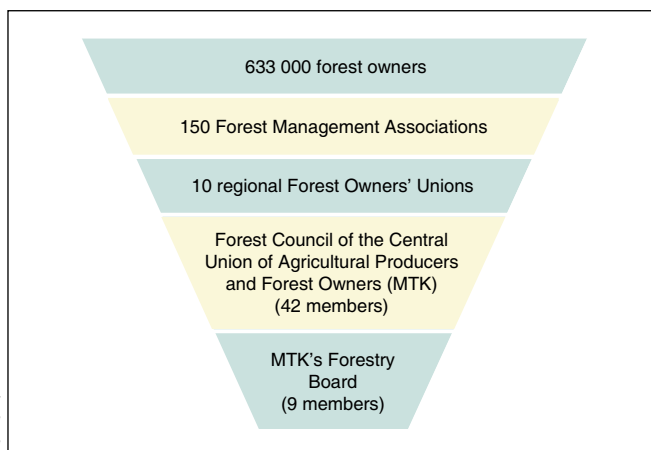 633 000 forest owners
150 Forest Management Associations
10 regional Forest Owners' Unions
Forest Council of the Central
Union of Agricultural Producers
and Forest Owners (MTK)
(42 members)
MTK's Forestry
Board
(9 members)